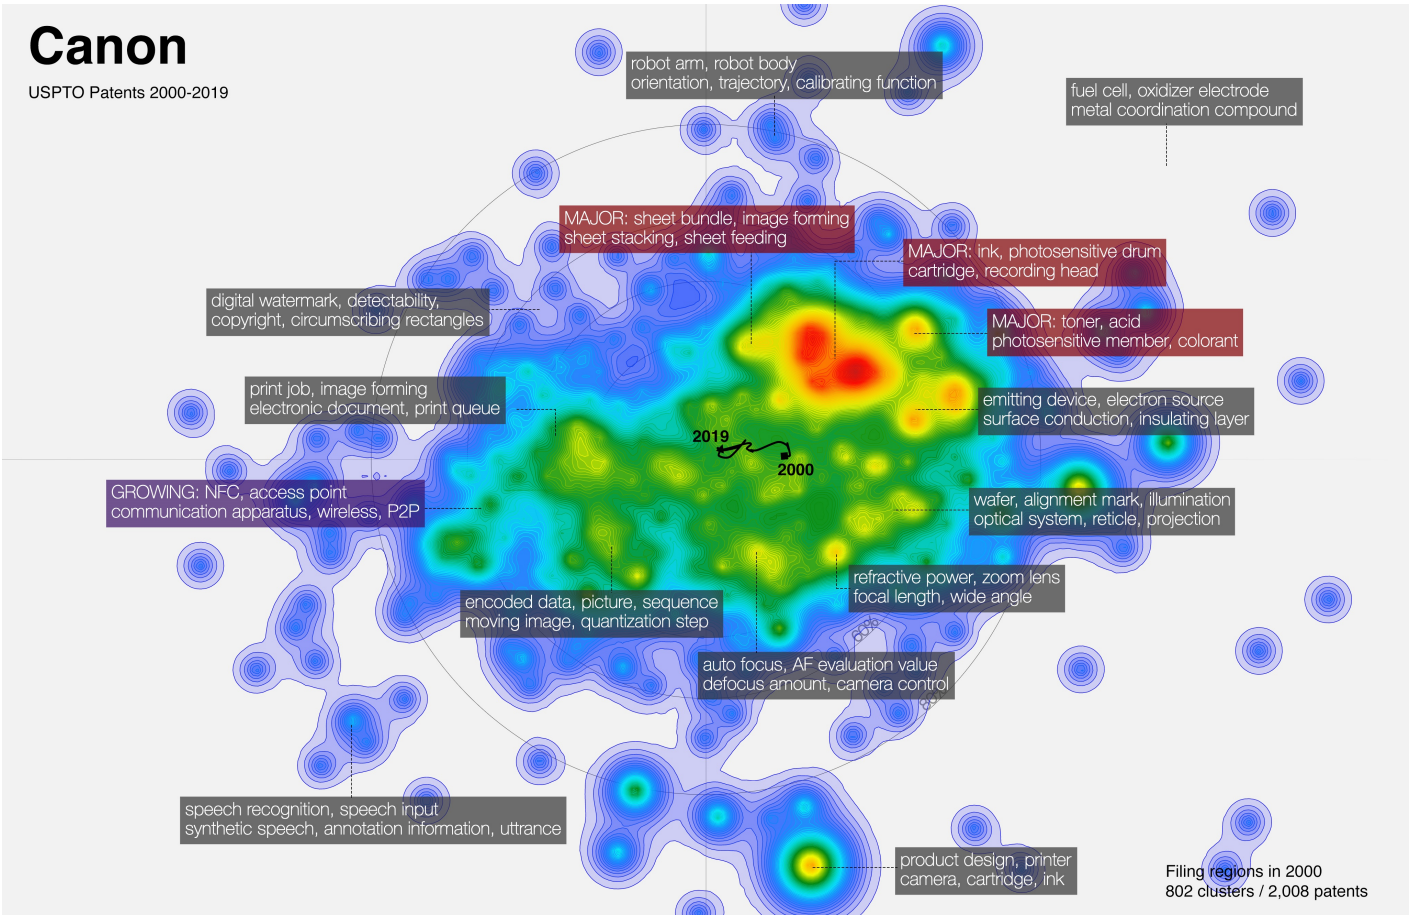 Canon
USPTO Patents 2000-2019
robot arm, robot body
orientation, trajectory, calibrating function
fuel cell, oxidizer electrode
metal coordination compound
MAJOR: sheet bundle, image forming
sheet stacking, sheet feeding
MAJOR: ink, photosensitive drum
cartridge, recording head
digital watermark, detectability,
copyright, circumscribing rectangles
MAJOR: toner, acid
photosensitive member, colorant
print job, image forming
electronic document, print queue
emitting device, electron source
surface conduction, insulating layer
2019
2000
GROWING: NFC, access point
communication apparatus, wireless, P2P
wafer, alignment mark, illumination
optical system, reticle, projection
refractive power, zoom lens
focal length, wide angle
encoded data, picture, sequence
moving image, quantization step
60%
auto focus, AF evaluation value
defocus amount, camera control
speech recognition, speech input
synthetic speech, annotation information, uttrance
product design, printer
camera, cartridge, ink
Filing regions in 2000
802 clusters / 2,008 patents